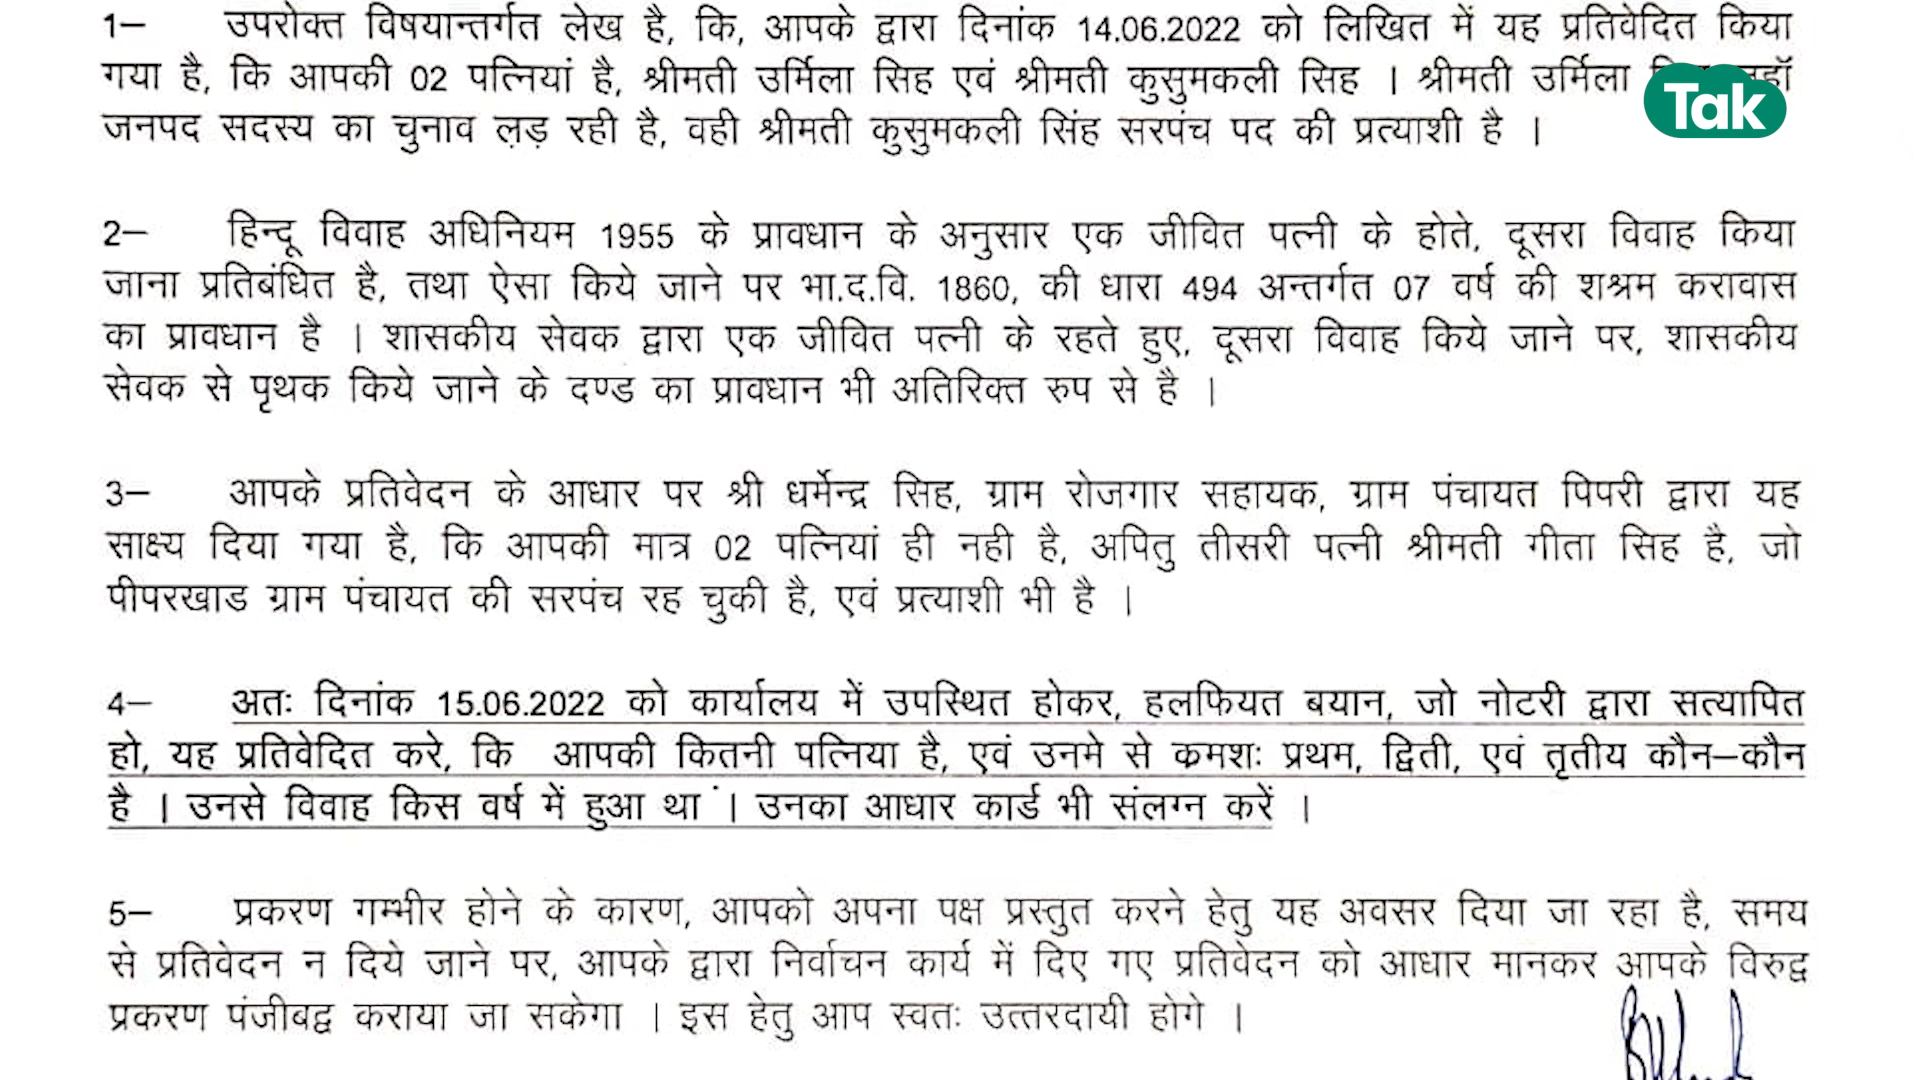 1– उपरोक्त विषयान्तर्गत लेख है, कि, आपके द्वारा दिनांक 14.06.2022 को लिखित में यह प्रतिवेदित किया
गया है, कि आपकी 02 पत्नियां है, श्रीमती उर्मिला सिह एवं श्रीमती कुसुमकली सिह । श्रीमती उर्मिला
Tak
जनपद सदस्य का चुनाव लड़ रही है, वही श्रीमती कुसुमकली सिंह सरपंच पद की प्रत्याशी है ।
2– हिन्दू विवाह अधिनियम 1955 के प्रावधान के अनुसार एक जीवित पत्नी के होते, दूसरा विवाह किया
जाना प्रतिबंधित है, तथा ऐसा किये जाने पर भा.द.वि. 1860, की धारा 494 अन्तर्गत 07 वर्ष की शश्रम करावास
का प्रावधान है । शासकीय सेवक द्वारा एक जीवित पत्नी के रहते हुए, दूसरा विवाह किये जाने पर, शासकीय
सेवक से पृथक किये जाने के दण्ड का प्रावधान भी अतिरिक्त रुप से है ।
3– आपके प्रतिवेदन के आधार पर श्री धर्मेन्द्र सिह, ग्राम रोजगार सहायक, ग्राम पंचायत पिपरी द्वारा यह
साक्ष्य दिया गया है, कि आपकी मात्र 02 पत्नियां ही नही है, अपितु तीसरी पत्नी श्रीमती गीता सिह है, जो
पीपरखाड ग्राम पंचायत की सरपंच रह चुकी है, एवं प्रत्याशी भी है ।
4– अतः दिनांक 15.06.2022 को कार्यालय में उपस्थित होकर, हलफियत बयान, जो नोटरी द्वारा सत्यापित
हो, यह प्रतिवेदित करे, कि आपकी कितनी पत्निया है, एवं उनमे से क्रमशः प्रथम, द्विती, एवं तृतीय कौन–कौन
है । उनसे विवाह किस वर्ष में हुआ था । उनका आधार कार्ड भी संलग्न करें ।
5– प्रकरण गम्भीर होने के कारण, आपको अपना पक्ष प्रस्तुत करने हेतु यह अवसर दिया जा रहा है, समय
से प्रतिवेदन न दिये जाने पर, आपके द्वारा निर्वाचन कार्य में दिए गए प्रतिवेदन को आधार मानकर आपके विरुद्व
प्रकरण पंजीबद्व कराया जा सकेगा । इस हेतु आप स्वतः उत्तरदायी होगे ।